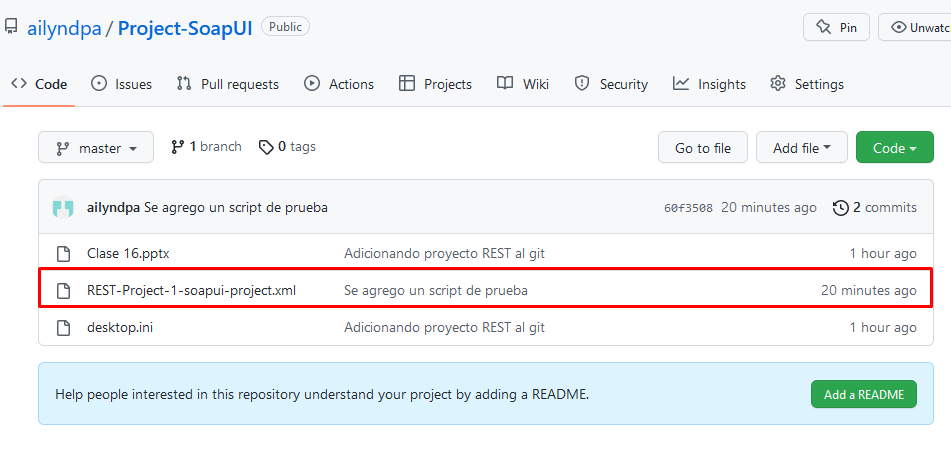 ailyndpa / Project-SoapUI Public Pin Unwatc
Code Issues Pull requests Actions Projects Wiki Security Insights Settings
master 1 branch 0 tags Go to file Add file Code
ailyndpa Se agrego un script de prueba 60f3508 20 minutes ago 2 commits
Clase 16.pptx Adicionando proyecto REST al git 1 hour ago
REST-Project-1-soapui-project.xml Se agrego un script de prueba 20 minutes ago
desktop.ini Adicionando proyecto REST al git 1 hour ago
Help people interested in this repository understand your project by adding a README. Add a README